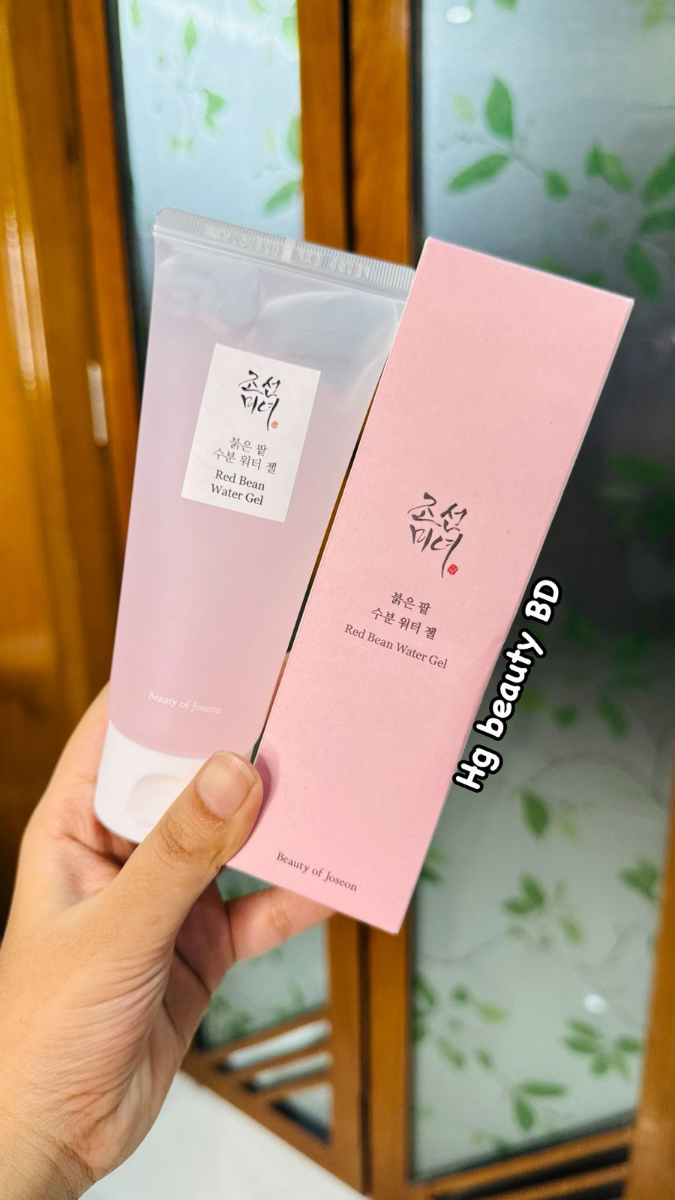 조선
미녀
붉은 팥
수분 워터 젤
Red Bean
Water Gel
Beauty of Joseon
조선
미녀
붉은 팥
수분 워터 젤
Red Bean Water Gel
Beauty of Joseon
Hg beauty BD